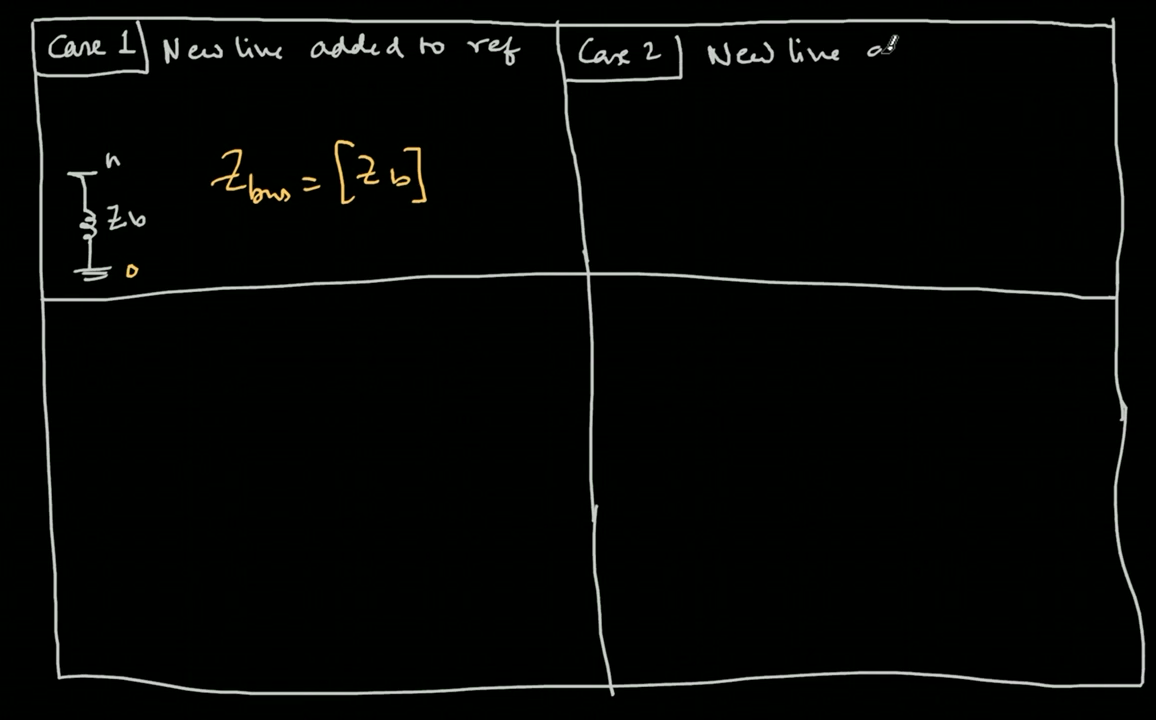 Case 1 New line added to ref
n
Zbus = [Zb]
Zb
0
Case 2 New line a